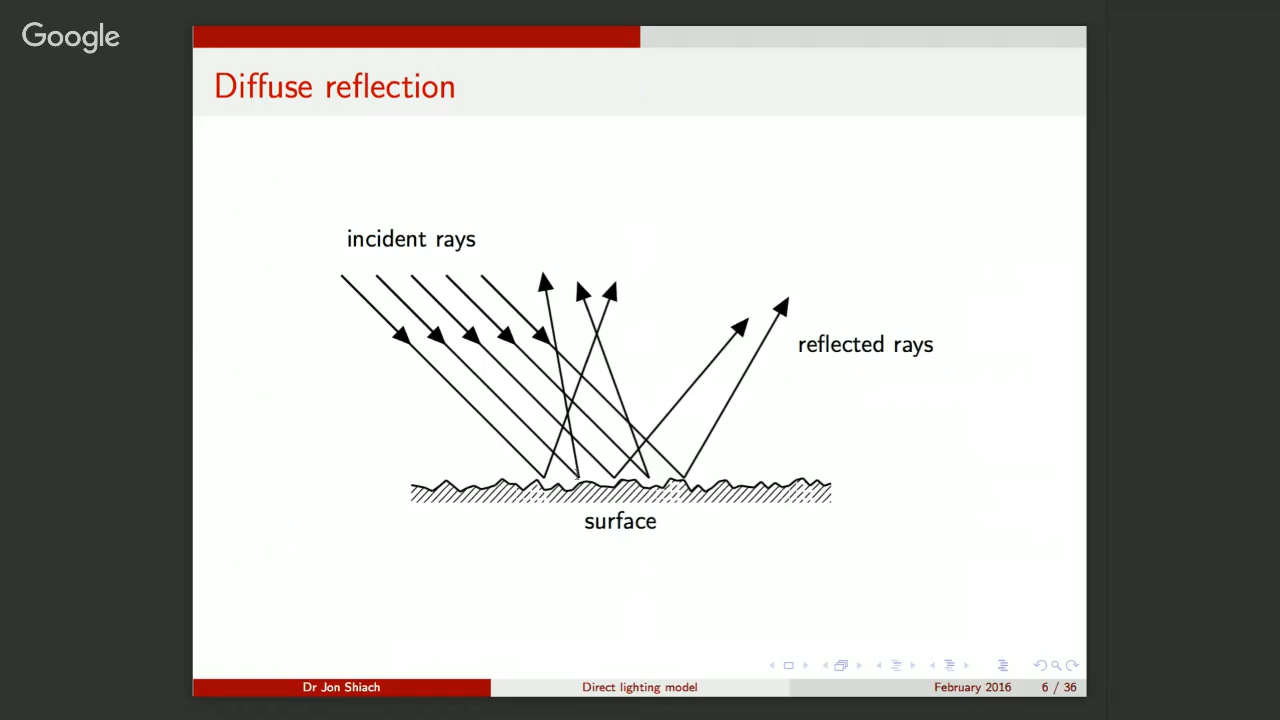 Google
Diffuse reflection
incident rays
reflected rays
surface
Dr Jon Shiach
Direct lighting model
February 2016
6 / 36